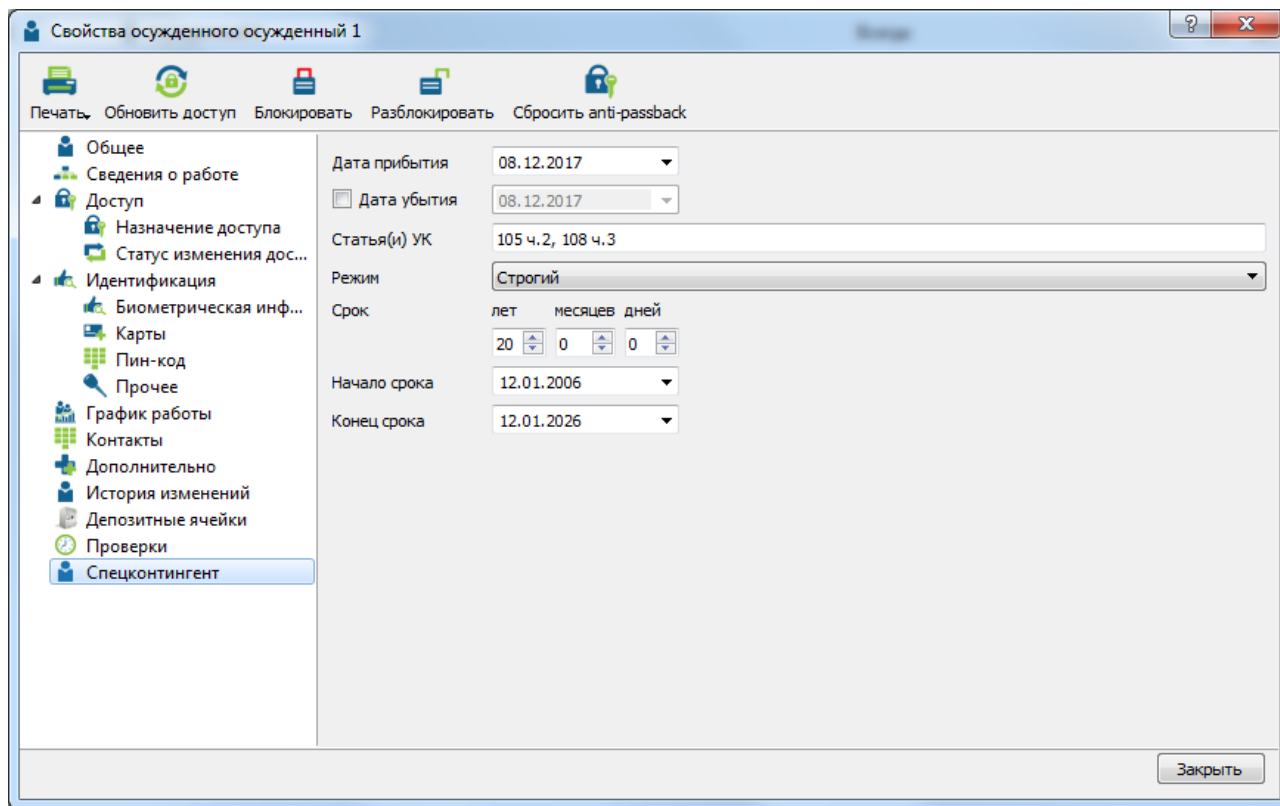 Свойства осужденного осужденный 1
Печать Обновить доступ Блокировать Разблокировать Сбросить anti-passback
Общее
Сведения о работе
Доступ
Назначение доступа
Статус изменения дос...
Идентификация
Биометрическая инф...
Карты
Пин-код
Прочее
График работы
Контакты
Дополнительно
История изменений
Депозитные ячейки
Проверки
Спецконтингент
Дата прибытия 08.12.2017
Дата убытия 08.12.2017
Статья(и) УК 105 ч.2, 108 ч.3
Режим Строгий
Срок лет месяцев дней
20 0 0
Начало срока 12.01.2006
Конец срока 12.01.2026
Закрыть